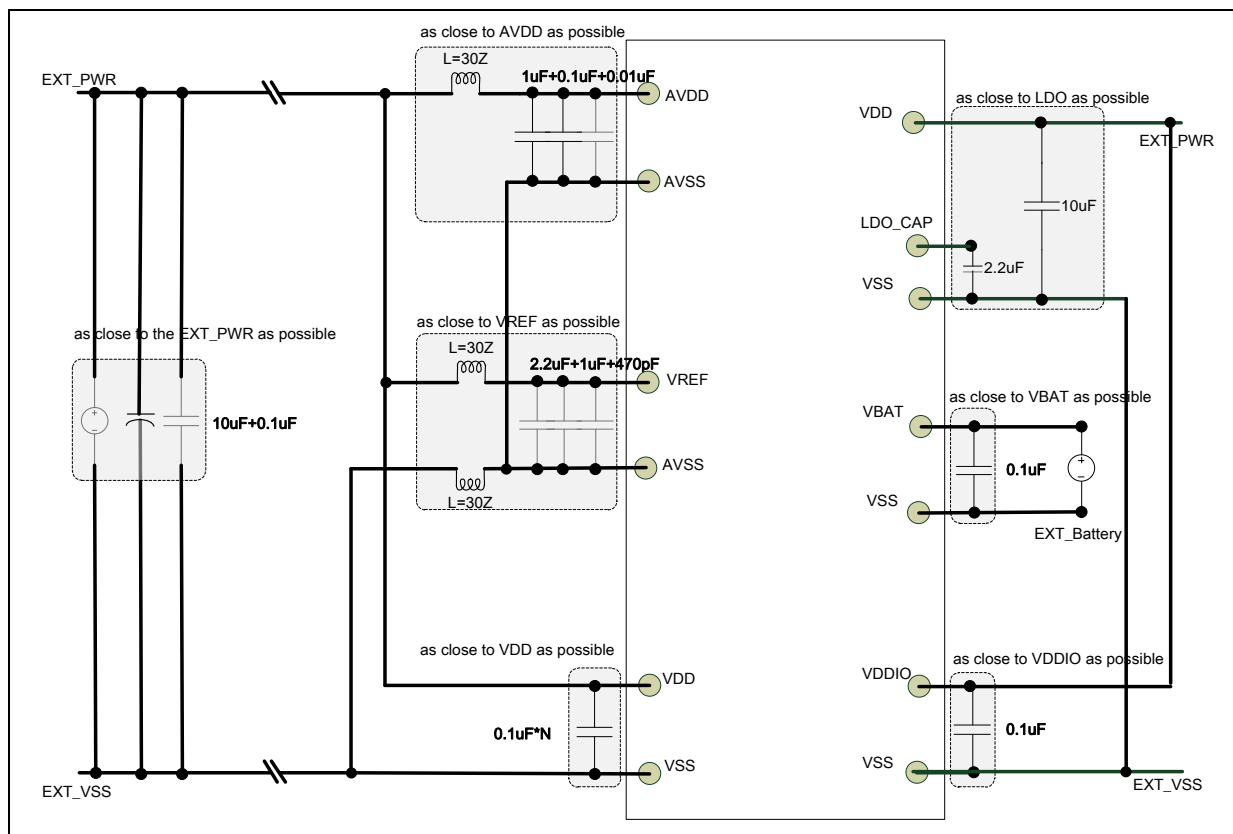 as close to AVDD as possible
L=30Z
EXT_PWR
1uF+0.1uF+0.01uF
AVDD
AVSS
as close to VREF as possible
L=30Z
2.2uF+1uF+470pF
VREF
AVSS
L=30Z
as close to the EXT_PWR as possible
10uF+0.1uF
as close to VDD as possible
VDD
0.1uF*N
VSS
EXT_VSS
as close to LDO as possible
VDD
EXT_PWR
10uF
LDO_CAP
2.2uF
VSS
as close to VBAT as possible
VBAT
0.1uF
VSS
EXT_Battery
as close to VDDIO as possible
VDDIO
0.1uF
VSS
EXT_VSS